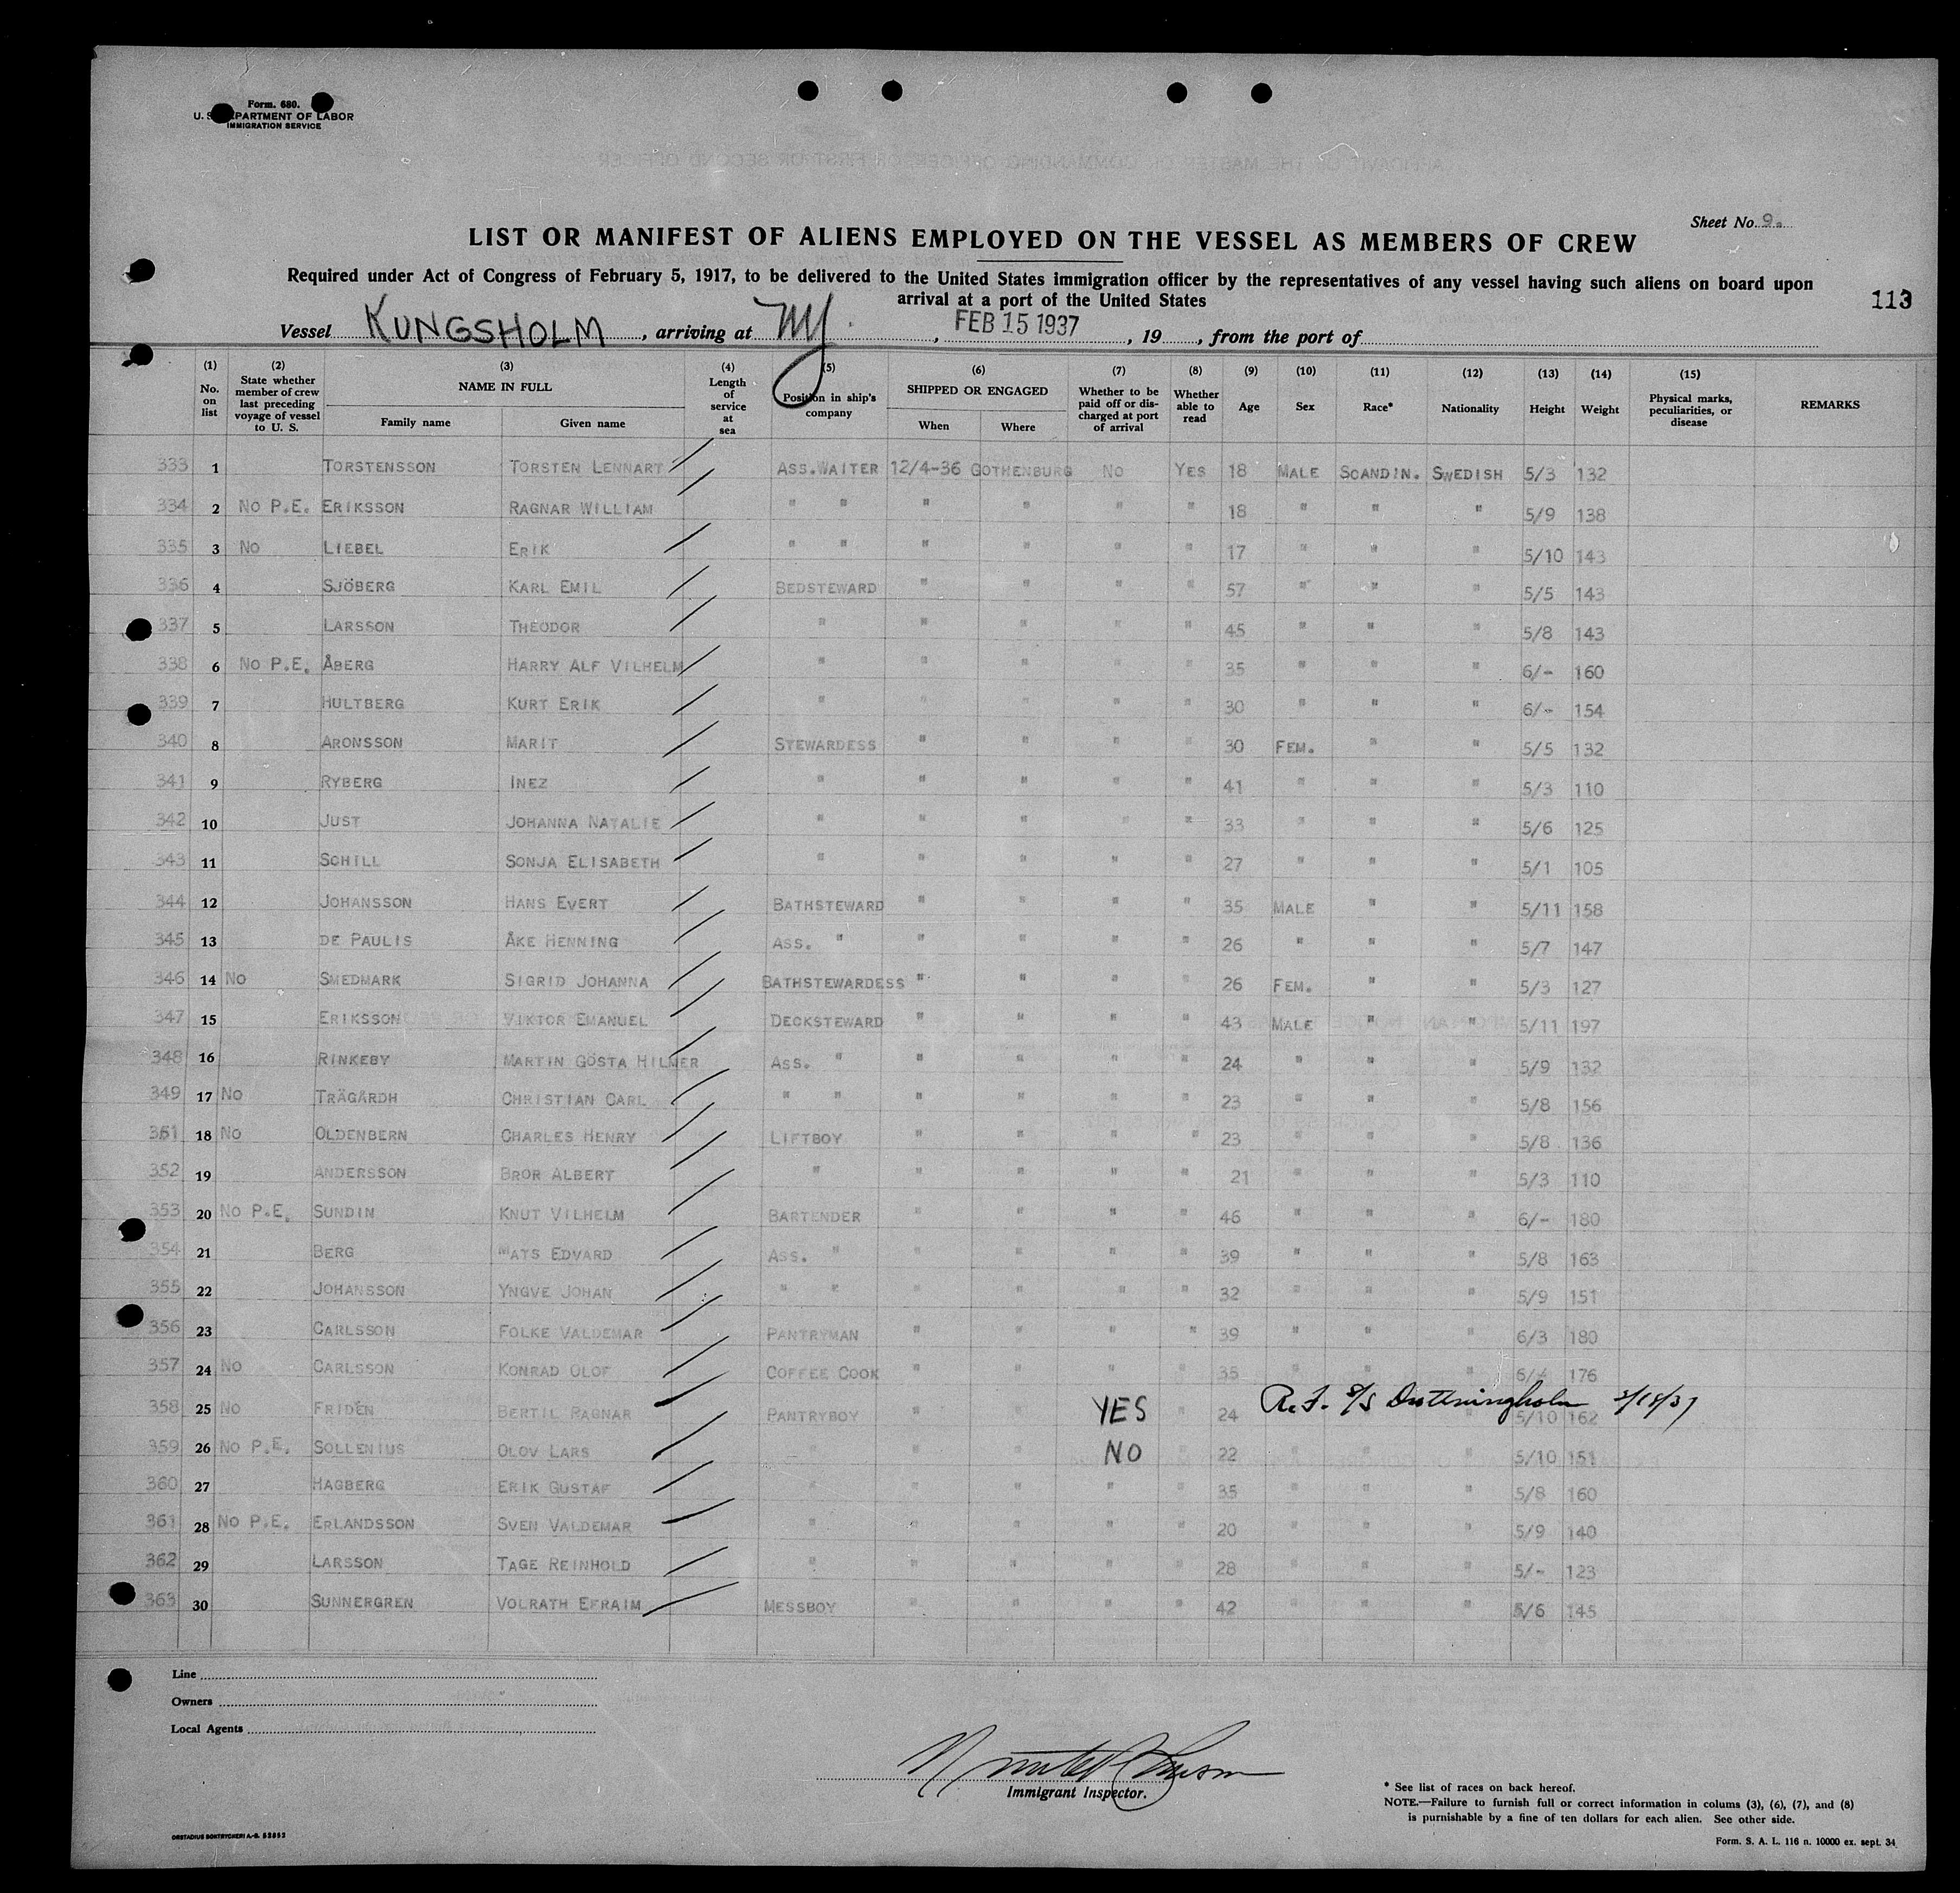 Form. 680.
U. S. DEPARTMENT OF LABOR
IMMIGRATION SERVICE
Sheet No. 9.
LIST OR MANIFEST OF ALIENS EMPLOYED ON THE VESSEL AS MEMBERS OF CREW
Required under Act of Congress of February 5, 1917, to be delivered to the United States immigration officer by the representatives of any vessel having such aliens on board upon
arrival at a port of the United States
113
Vessel KUNGSHOLM, arriving at NY., FEB 15 1937, 19, from the port of
(1) (2) (3) (4) (5) (6) (7) (8) (9) (10) (11) (12) (13) (14) (15)
No. on list State whether member of crew last preceding voyage of vessel to U. S. NAME IN FULL Family name Given name Length of service at sea Position in ship's company SHIPPED OR ENGAGED When Where Whether to be paid off or discharged at port of arrival Whether able to read Age Sex Race* Nationality Height Weight Physical marks, peculiarities, or disease REMARKS
333 1 TORSTENSSON TORSTEN LENNART ASS.WAITER 12/4-36 GOTHENBURG NO YES 18 MALE SCANDIN. SWEDISH 5/3 132
334 2 NO P.E. ERIKSSON RAGNAR WILLIAM " " " " " " 18 " " " 5/9 138
335 3 NO LIEBEL ERIK " " " " " " 17 " " " 5/10 143
336 4 SJÖBERG KARL EMIL BEDSTEWARD " " " " 57 " " " 5/5 143
337 5 LARSSON THEODOR " " " " " 45 " " " 5/8 143
338 6 NO P.E. ÅBERG HARRY ALF VILHELM " " " " " 35 " " " 6/- 160
339 7 HULTBERG KURT ERIK " " " " " 30 " " " 6/- 154
340 8 ARONSSON MARIT STEWARDESS " " " " 30 FEM. " " 5/5 132
341 9 RYBERG INEZ " " " " " 41 " " " 5/3 110
342 10 JUST JOHANNA NATALIE " " " " " 33 " " " 5/6 125
343 11 SCHILL SONJA ELISABETH " " " " " 27 " " " 5/1 105
344 12 JOHANSSON HANS EVERT BATHSTEWARD " " " " 35 MALE " " 5/11 158
345 13 DE PAULIS ÅKE HENNING ASS. " " " " " 26 " " " 5/7 147
346 14 NO SMEDMARK SIGRID JOHANNA BATHSTEWARDESS " " " " 26 FEM. " " 5/3 127
347 15 ERIKSSON VIKTOR EMANUEL DECKSTEWARD " " " " 43 MALE " " 5/11 197
348 16 RINKEBY MARTIN GÖSTA HILMER ASS. " " " " " 24 " " " 5/9 132
349 17 NO TRÄGÅRDH CHRISTIAN CARL " " " " " " 23 " " " 5/8 156
351 18 NO OLDENBERN CHARLES HENRY LIFTBOY " " " " 23 " " " 5/8 136
352 19 ANDERSSON BROR ALBERT " " " " " 21 " " " 5/3 110
353 20 NO P.E. SUNDIN KNUT VILHELM BARTENDER " " " " 46 " " " 6/- 180
354 21 BERG MATS EDVARD ASS. " " " " " 39 " " " 5/8 163
355 22 JOHANSSON YNGVE JOHAN " " " " " " 32 " " " 5/9 151
356 23 CARLSSON FOLKE VALDEMAR PANTRYMAN " " " " 39 " " " 6/3 180
357 24 NO CARLSSON KONRAD OLOF COFFEE COOK " " " " 35 " " " 176
358 25 NO FRIDÉN BERTIL RAGNAR PANTRYBOY " " YES " 24 R.F. S/S Drottningholm 5/10 162
359 26 NO P.E. SOLLENIUS OLOV LARS " " " NO " 22 " " " 5/10 151
360 27 HAGBERG ERIK GUSTAF " " " " " 35 " " " 5/8 160
361 28 NO P.E. ERLANDSSON SVEN VALDEMAR " " " " " 20 " " " 5/9 140
362 29 LARSSON TAGE REINHOLD " " " " " 28 " " " 5/- 123
363 30 SUNNERGREN VOLRATH EFRAIM MESSBOY " " " " 42 " " " 5/6 145
Line
Owners
Local Agents
Immigrant Inspector.
* See list of races on back hereof.
NOTE.—Failure to furnish full or correct information in colums (3), (6), (7), and (8)
is punishable by a fine of ten dollars for each alien. See other side.
Form. S. A. L. 116 n. 10000 ex. sept. 34